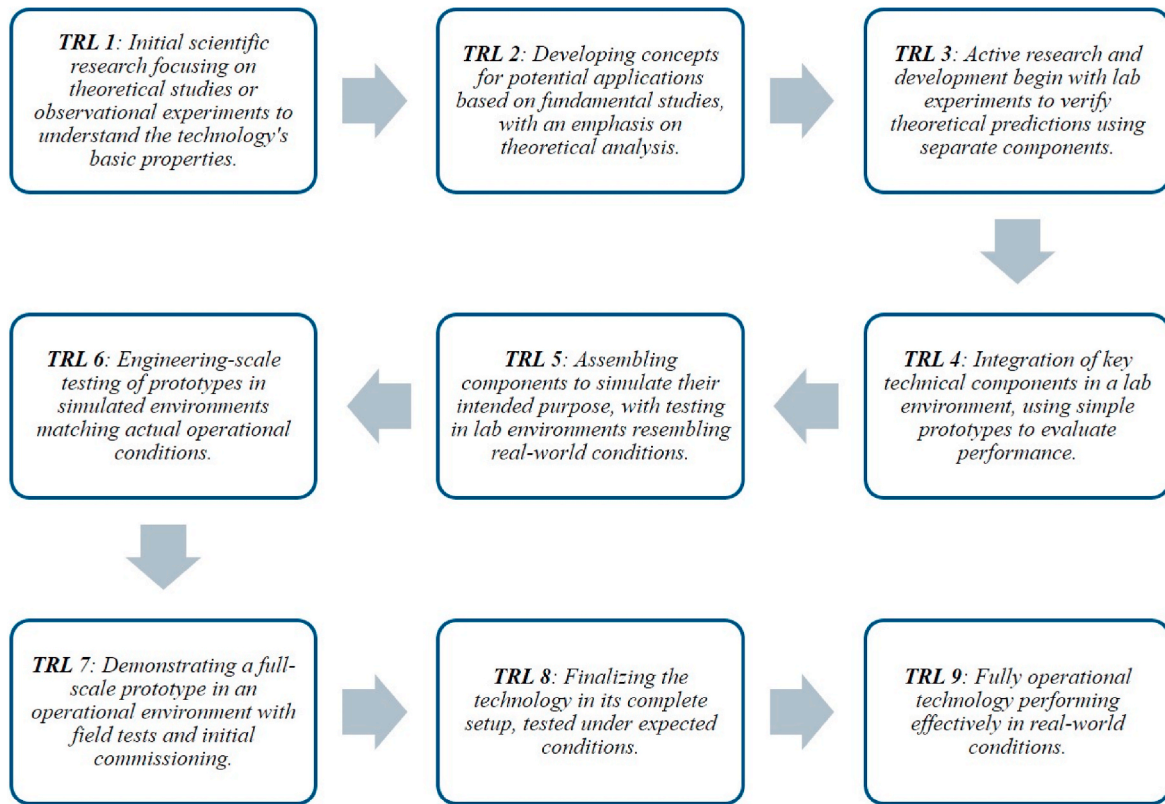 TRL 1: Initial scientific
research focusing on
theoretical studies or
observational experiments to
understand the technology's
basic properties.
TRL 2: Developing concepts
for potential applications
based on fundamental studies,
with an emphasis on
theoretical analysis.
TRL 3: Active research and
development begin with lab
experiments to verify
theoretical predictions using
separate components.
TRL 4: Integration of key
technical components in a lab
environment, using simple
prototypes to evaluate
performance.
TRL 5: Assembling
components to simulate their
intended purpose, with testing
in lab environments resembling
real-world conditions.
TRL 6: Engineering-scale
testing of prototypes in
simulated environments
matching actual operational
conditions.
TRL 7: Demonstrating a full-
scale prototype in an
operational environment with
field tests and initial
commissioning.
TRL 8: Finalizing the
technology in its complete
setup, tested under expected
conditions.
TRL 9: Fully operational
technology performing
effectively in real-world
conditions.